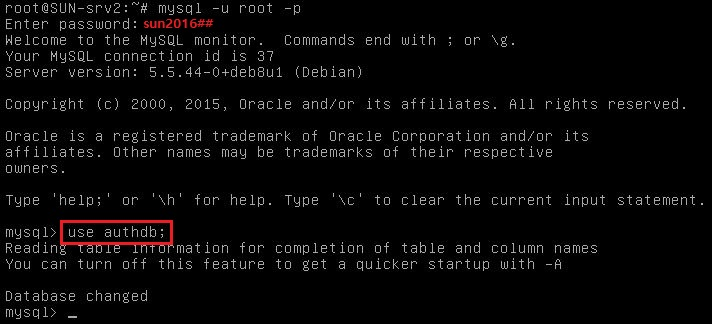 root@SUN-srv2:~# mysql -u root -p
Enter password: sun2016##
Welcome to the MySQL monitor.  Commands end with ; or \g.
Your MySQL connection id is 37
Server version: 5.5.44-0+deb8u1 (Debian)
Copyright (c) 2000, 2015, Oracle and/or its affiliates. All rights reserved.
Oracle is a registered trademark of Oracle Corporation and/or its
affiliates. Other names may be trademarks of their respective
owners.
Type 'help;' or '\h' for help. Type '\c' to clear the current input statement.
mysql> use authdb;
Reading table information for completion of table and column names
You can turn off this feature to get a quicker startup with -A
Database changed
mysql> _